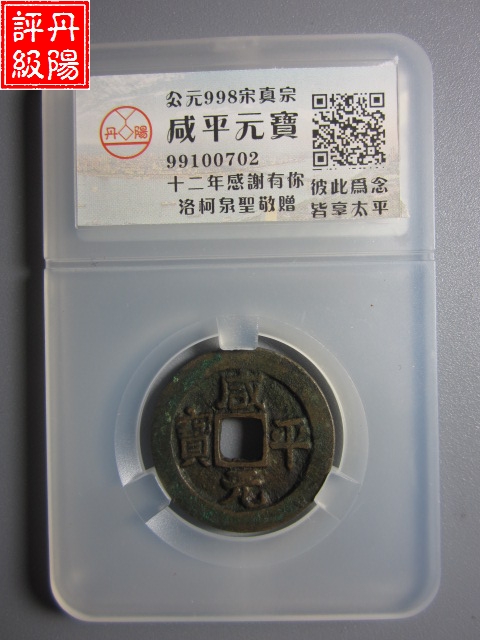 丹陽
評級
公元998宋真宗
咸平元寶
99100702
十二年感謝有你
洛柯泉聖敬贈
彼此爲念
皆享太平
丹陽
咸平元寶